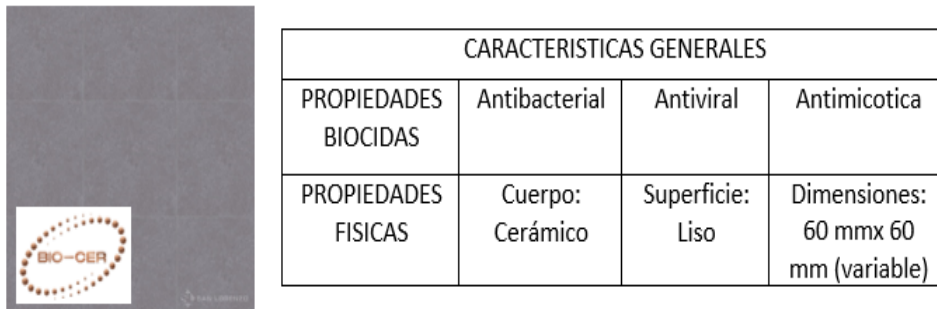 CARACTERISTICAS GENERALES
PROPIEDADES
BIOCIDAS
Antibacterial
Antiviral
Antimicotica
PROPIEDADES
FISICAS
Cuerpo:
Cerámico
Superficie:
Liso
Dimensiones:
60 mmx 60
mm (variable)
BIO-CER